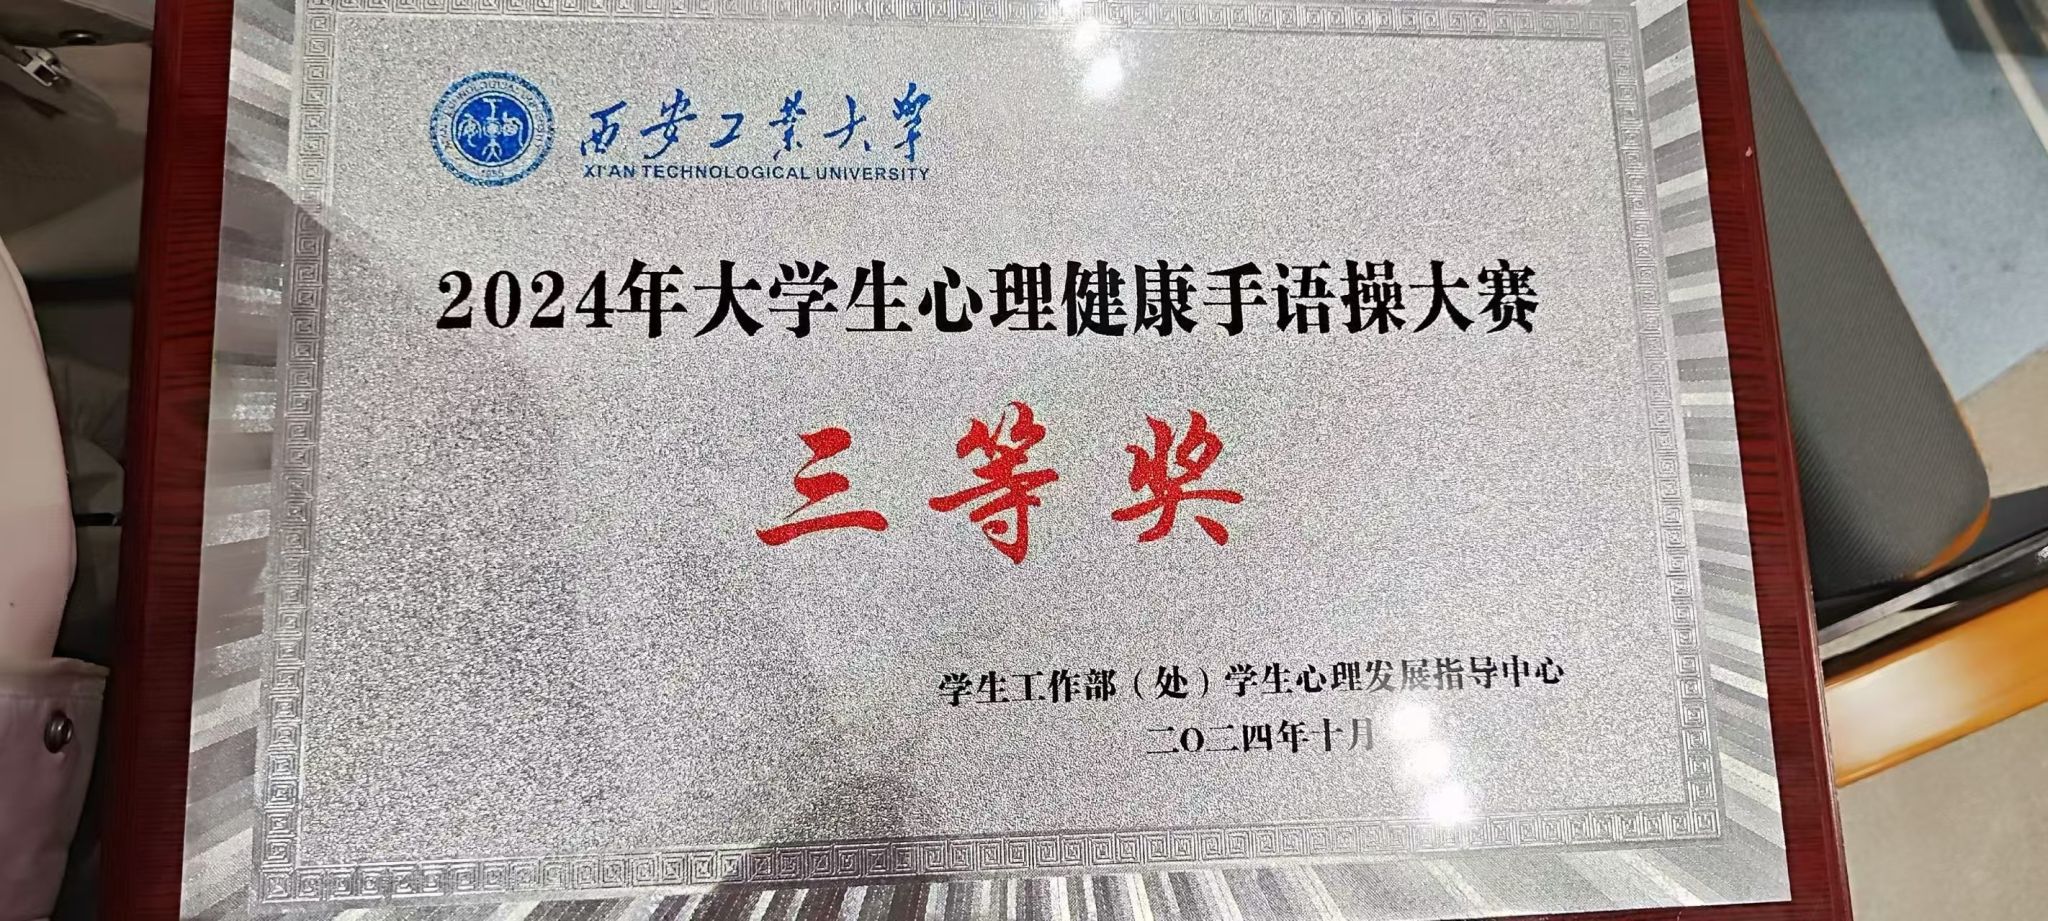 西安工业大学
XI'AN TECHNOLOGICAL UNIVERSITY
2024年大学生心理健康手语操大赛
三等奖
学生工作部（处）学生心理发展指导中心
二〇二四年十月